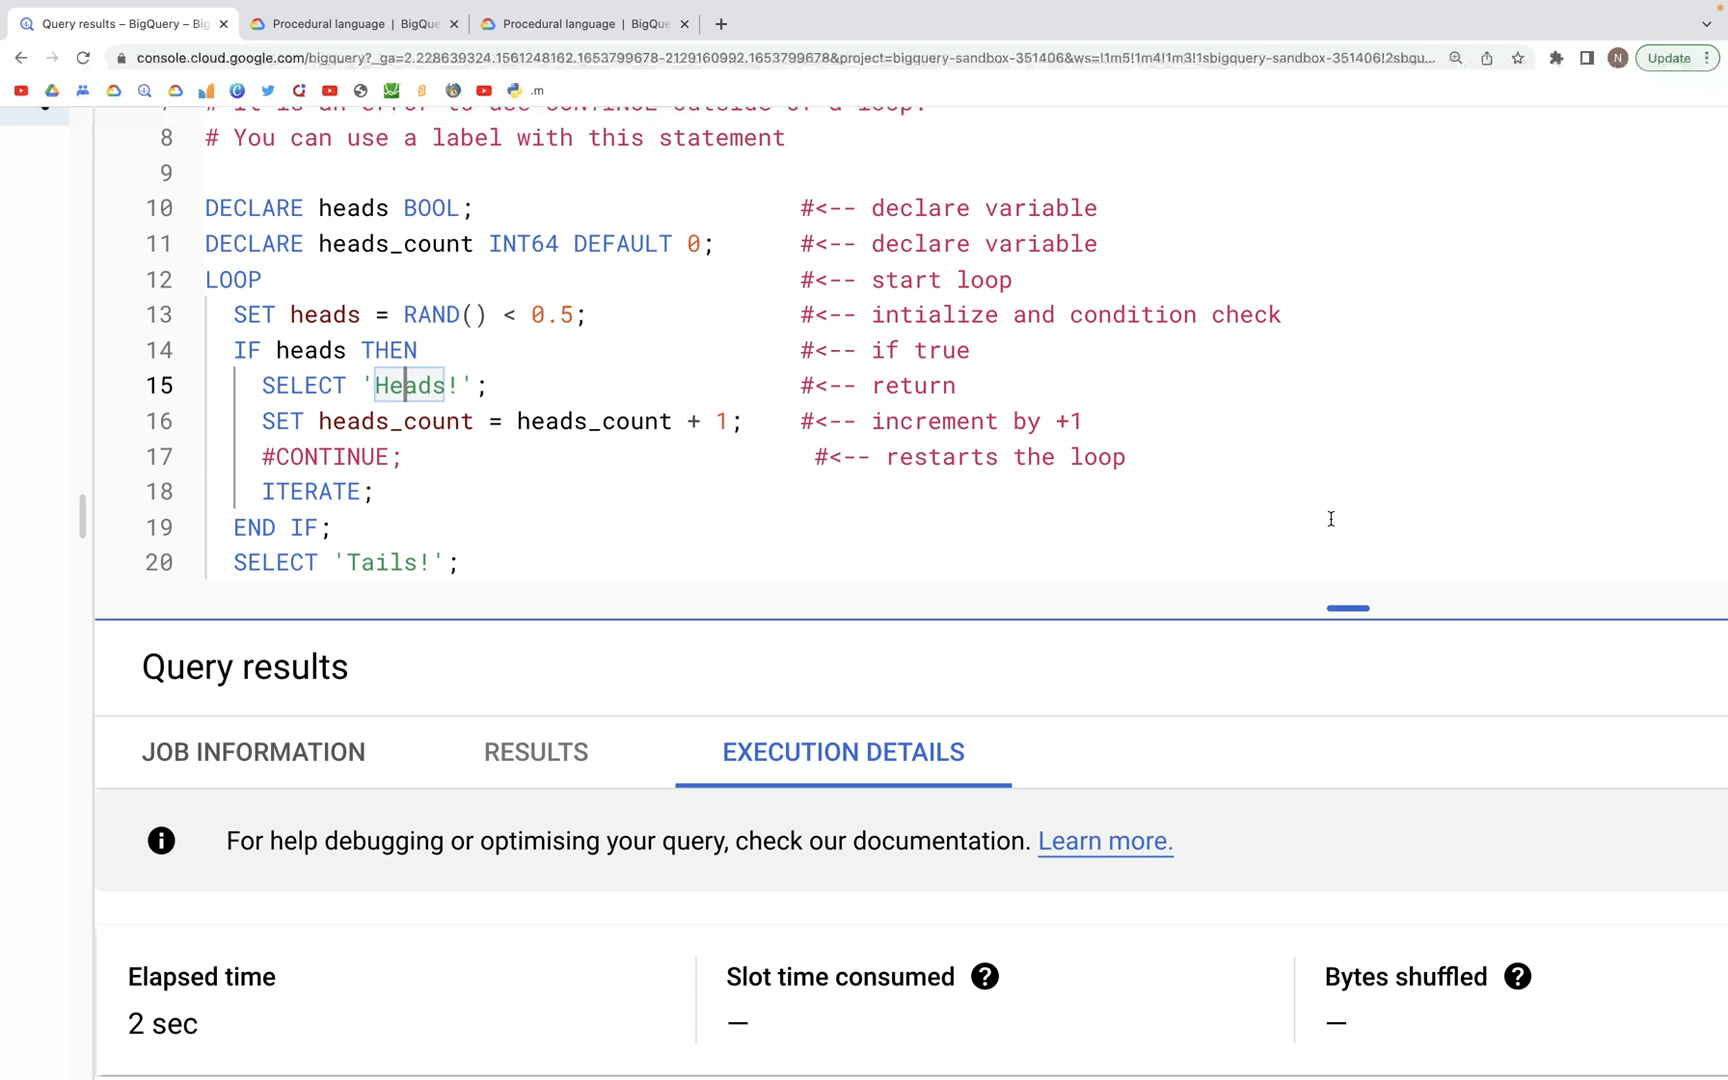 Query results – BigQuery – Big
Procedural language | BigQue
Procedural language | BigQue
console.cloud.google.com/bigquery?_ga=2.228639324.1561248162.1653799678-2129160992.1653799678&project=bigquery-sandbox-351406&ws=!1m5!1m4!1m3!1sbigquery-sandbox-351406!2sbqu...
N
Update
.m
8 # You can use a label with this statement
9
10 DECLARE heads BOOL; #<-- declare variable
11 DECLARE heads_count INT64 DEFAULT 0; #<-- declare variable
12 LOOP #<-- start loop
13 SET heads = RAND() < 0.5; #<-- intialize and condition check
14 IF heads THEN #<-- if true
15 SELECT 'Heads!'; #<-- return
16 SET heads_count = heads_count + 1; #<-- increment by +1
17 #CONTINUE; #<-- restarts the loop
18 ITERATE;
19 END IF;
20 SELECT 'Tails!';
Query results
JOB INFORMATION RESULTS EXECUTION DETAILS
For help debugging or optimising your query, check our documentation. Learn more.
Elapsed time Slot time consumed Bytes shuffled
2 sec — —